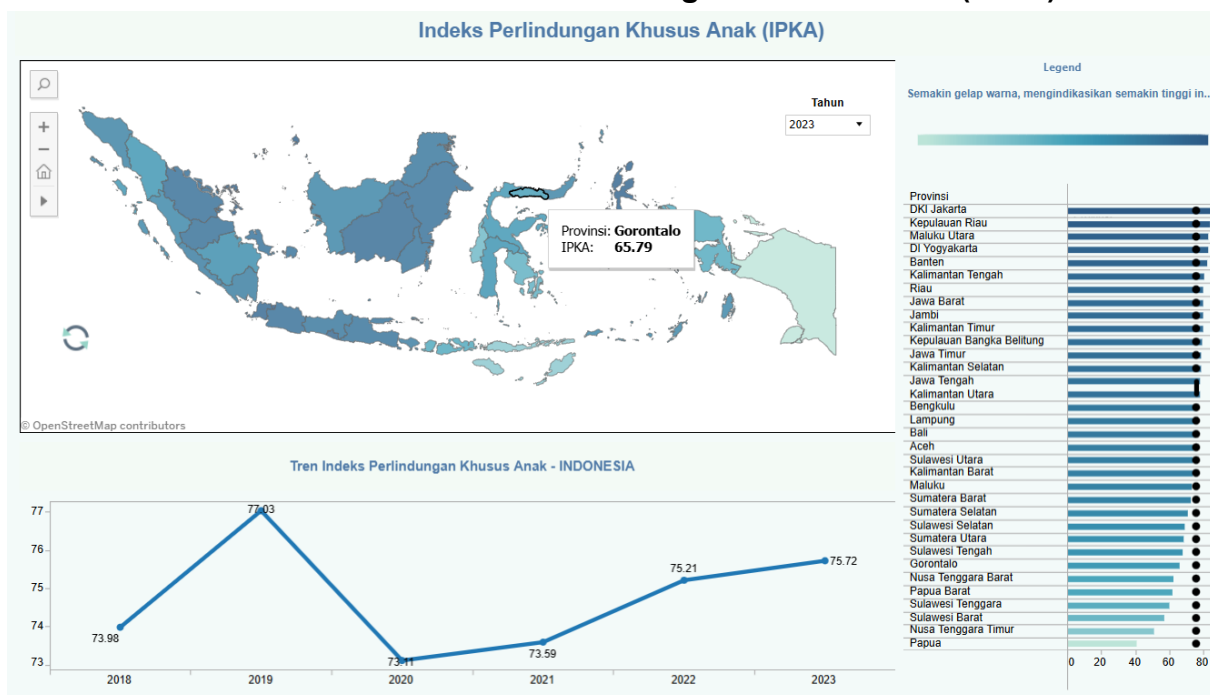 Indeks Perlindungan Khusus Anak (IPKA)
Tahun
2023
Provinsi: Gorontalo
IPKA: 65.79
© OpenStreetMap contributors
Legend
Semakin gelap warna, mengindikasikan semakin tinggi in..
Provinsi
DKI Jakarta
Kepulauan Riau
Maluku Utara
DI Yogyakarta
Banten
Kalimantan Tengah
Riau
Jawa Barat
Jambi
Kalimantan Timur
Kepulauan Bangka Belitung
Jawa Timur
Kalimantan Selatan
Jawa Tengah
Kalimantan Utara
Bengkulu
Lampung
Bali
Aceh
Sulawesi Utara
Kalimantan Barat
Maluku
Sumatera Barat
Sumatera Selatan
Sulawesi Selatan
Sumatera Utara
Sulawesi Tengah
Gorontalo
Nusa Tenggara Barat
Papua Barat
Sulawesi Tenggara
Sulawesi Barat
Nusa Tenggara Timur
Papua
0 20 40 60 80
Tren Indeks Perlindungan Khusus Anak - INDONESIA
77
76
75
74
73
73.98
77.03
73.11
73.59
75.21
75.72
2018 2019 2020 2021 2022 2023